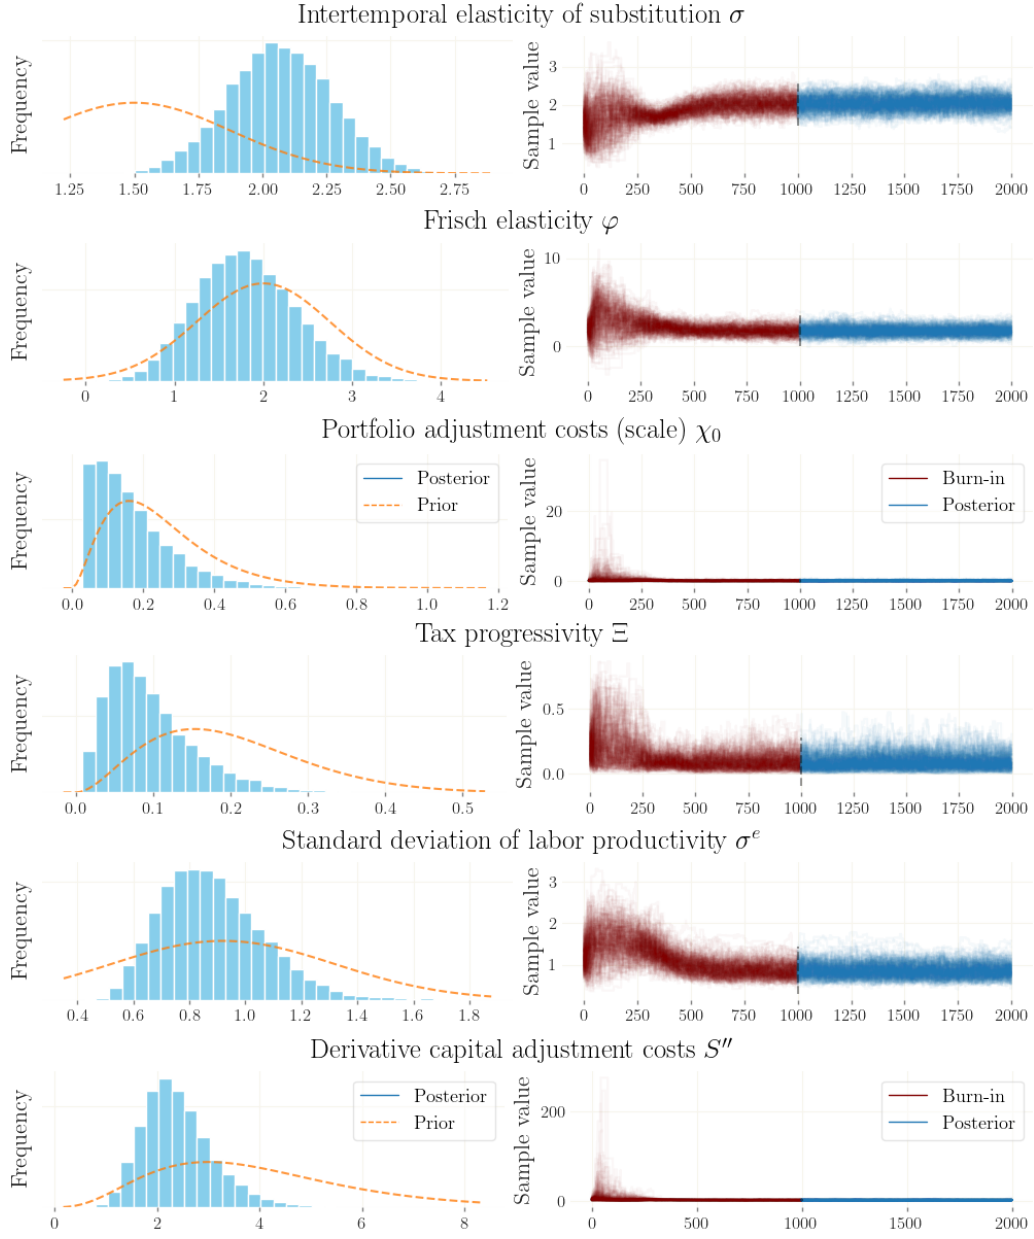 Intertemporal elasticity of substitution σ
Frequency
1.25 1.50 1.75 2.00 2.25 2.50 2.75
Sample value
3
2
1
0 250 500 750 1000 1250 1500 1750 2000
Frisch elasticity φ
Frequency
0 1 2 3 4
Sample value
10
0
0 250 500 750 1000 1250 1500 1750 2000
Portfolio adjustment costs (scale) χ₀
Frequency
Posterior
Prior
0.0 0.2 0.4 0.6 0.8 1.0 1.2
Sample value
20
0
Burn-in
Posterior
0 250 500 750 1000 1250 1500 1750 2000
Tax progressivity Ξ
Frequency
0.0 0.1 0.2 0.3 0.4 0.5
Sample value
0.5
0.0
0 250 500 750 1000 1250 1500 1750 2000
Standard deviation of labor productivity σᵉ
Frequency
0.4 0.6 0.8 1.0 1.2 1.4 1.6 1.8
Sample value
3
2
1
0 250 500 750 1000 1250 1500 1750 2000
Derivative capital adjustment costs S″
Frequency
Posterior
Prior
0 2 4 6 8
Sample value
200
0
Burn-in
Posterior
0 250 500 750 1000 1250 1500 1750 2000